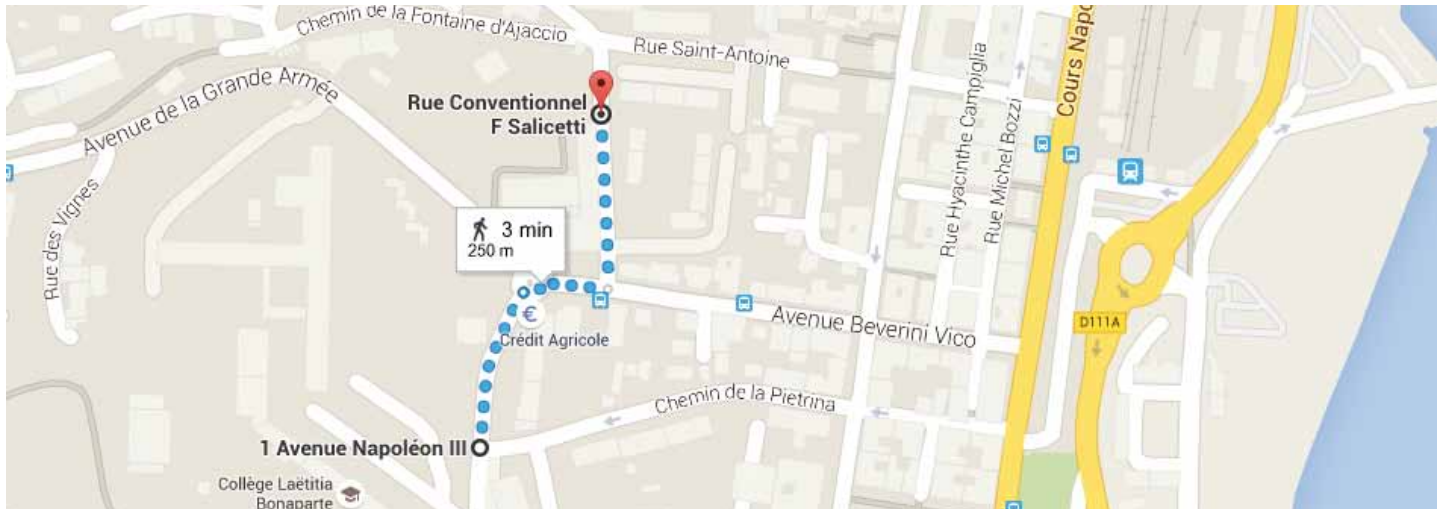 Chemin de la Fontaine d'Ajaccio
Rue Saint-Antoine
Cours Napo
Avenue de la Grande Armée
Rue Conventionnel
F Salicetti
Rue Hyacinthe Campiglia
Rue Michel Bozzi
Rue des Vignes
3 min
250 m
€
Crédit Agricole
Avenue Beverini Vico
D111A
Chemin de la Pietrina
1 Avenue Napoléon III
Collège Laëtitia
Bonaparte